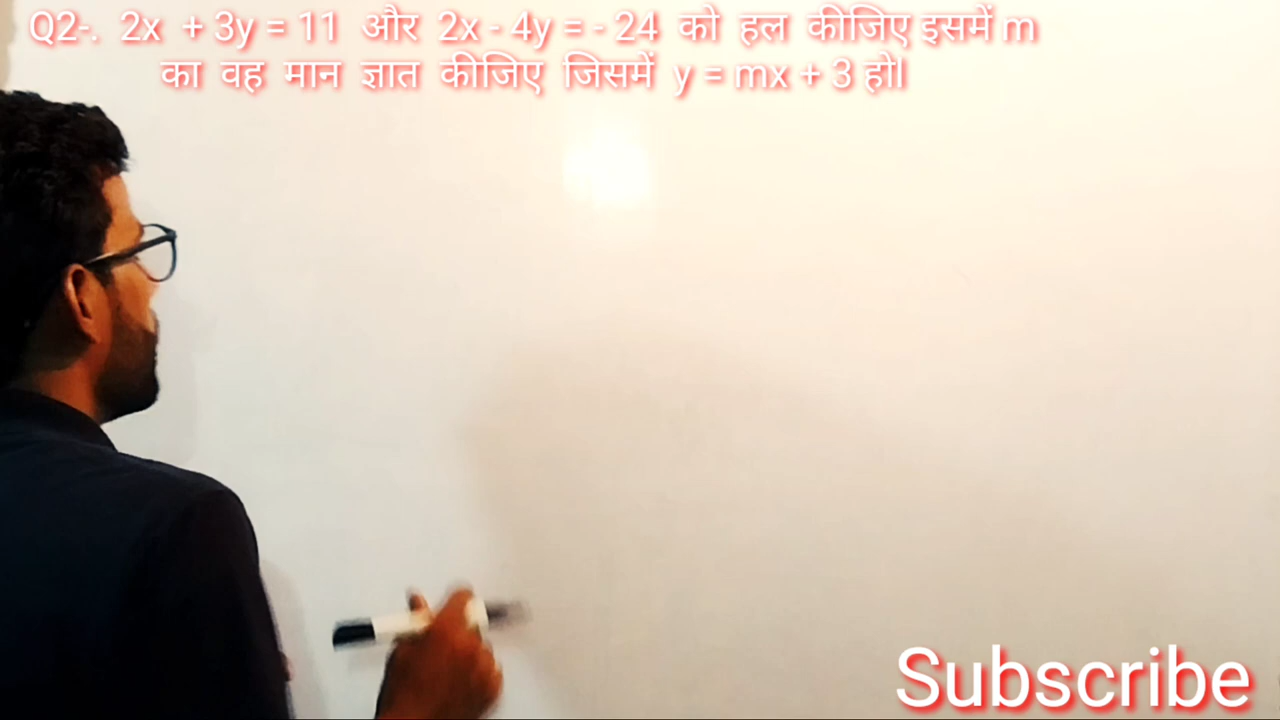 Q2-. 2x + 3y = 11 और 2x - 4y = - 24 को हल कीजिए इसमें m
का वह मान ज्ञात कीजिए जिसमें y = mx + 3 हो।
Subscribe